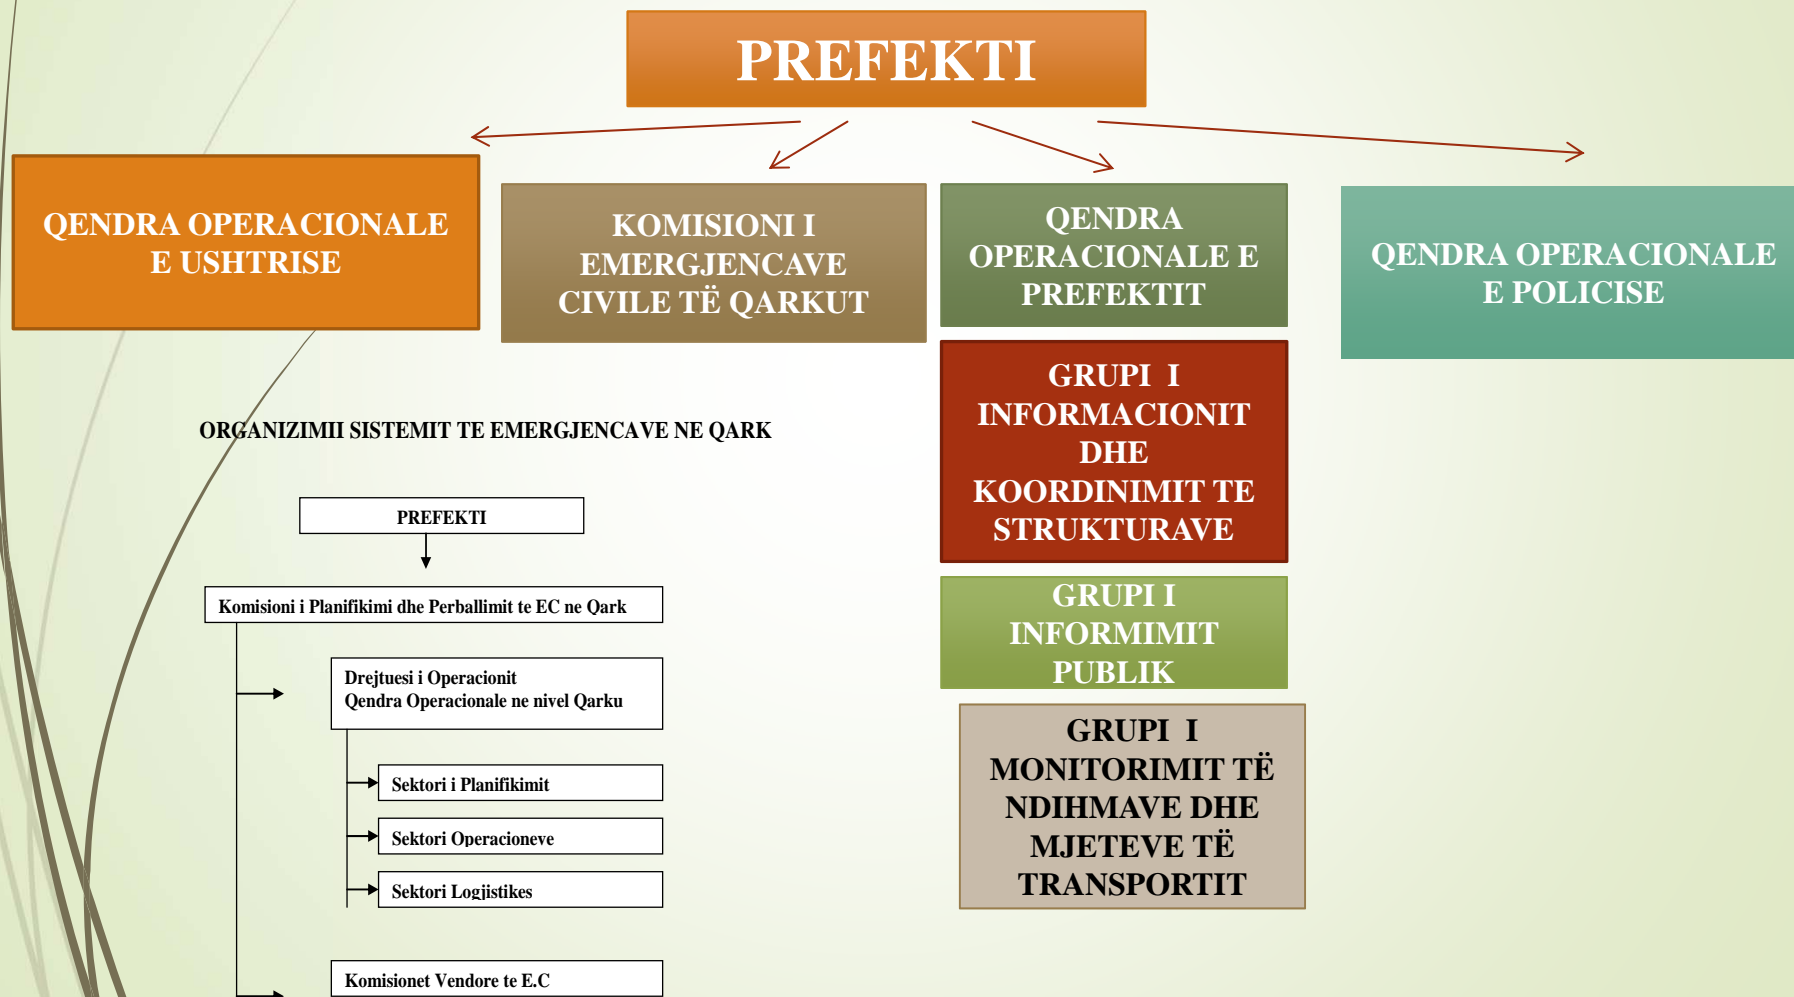 PREFEKTI
QENDRA OPERACIONALE
E USHTRISE
KOMISIONI I
EMERGJENCAVE
CIVILE TË QARKUT
QENDRA
OPERACIONALE E
PREFEKTIT
QENDRA OPERACIONALE
E POLICISE
GRUPI I
INFORMACIONIT
DHE
KOORDINIMIT TE
STRUKTURAVE
GRUPI I
INFORMIMIT
PUBLIK
GRUPI I
MONITORIMIT TË
NDIHMAVE DHE
MJETEVE TË
TRANSPORTIT
ORGANIZIMII SISTEMIT TE EMERGJENCAVE NE QARK
PREFEKTI
Komisioni i Planifikimi dhe Perballimit te EC ne Qark
Drejtuesi i Operacionit
Qendra Operacionale ne nivel Qarku
Sektori i Planifikimit
Sektori Operacioneve
Sektori Logjistikes
Komisionet Vendore te E.C